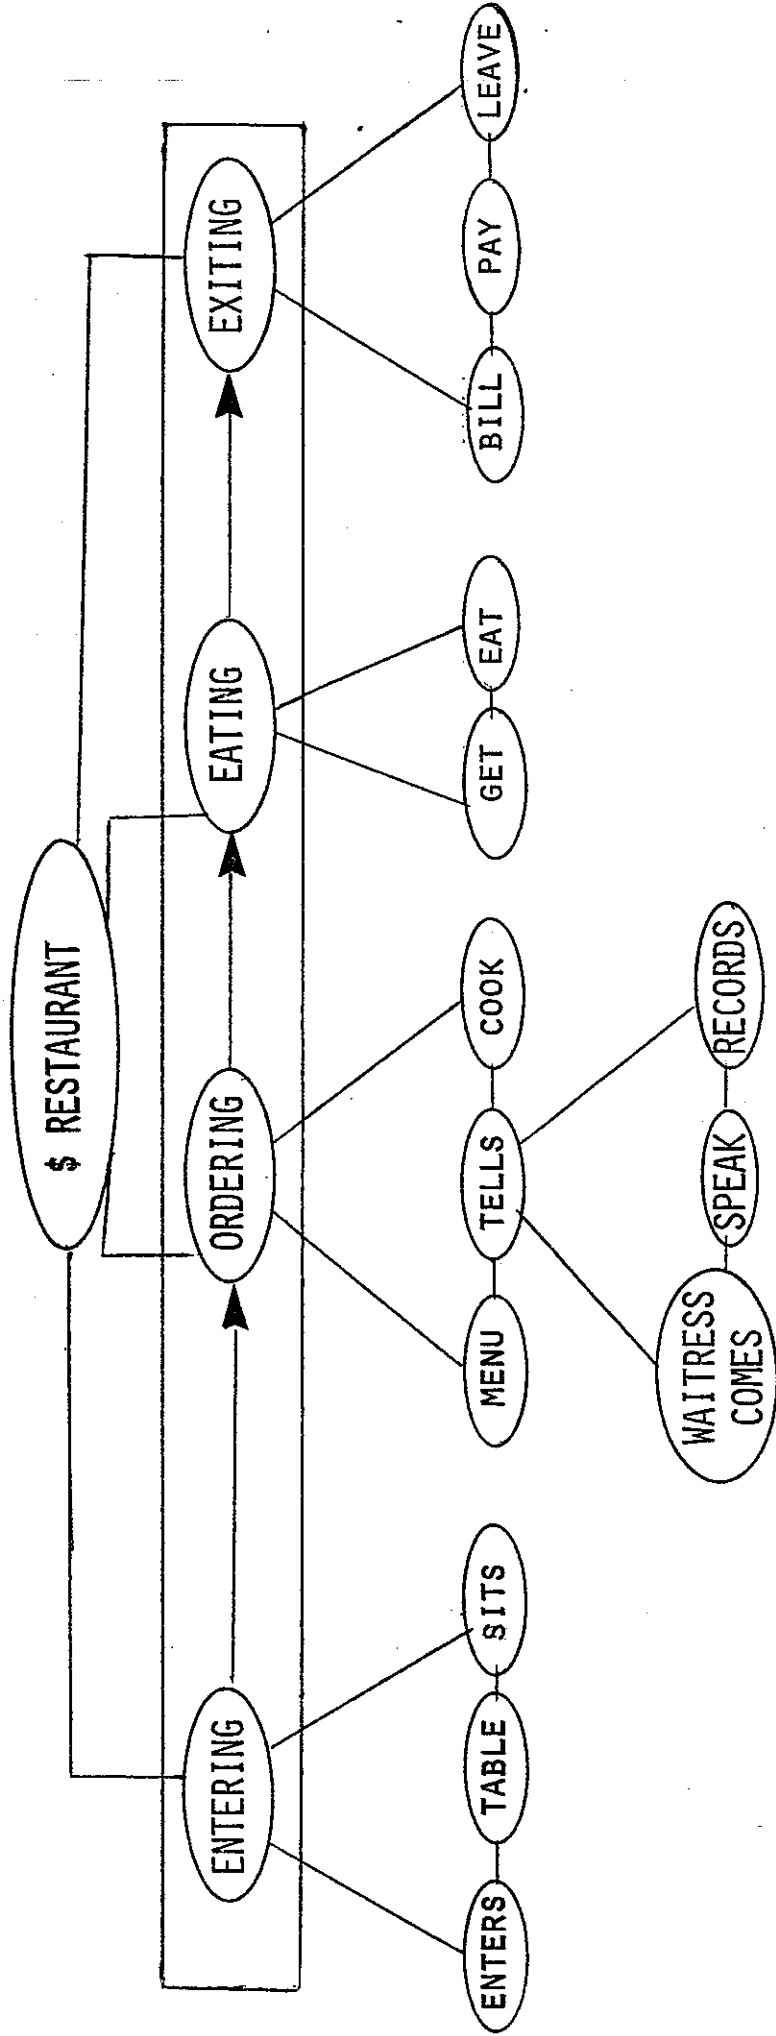 $ RESTAURANT
ENTERING
ORDERING
EATING
EXITING
ENTERS
TABLE
SITS
MENU
TELLS
COOK
GET
EAT
BILL
PAY
LEAVE
WAITRESS
COMES
SPEAK
RECORDS